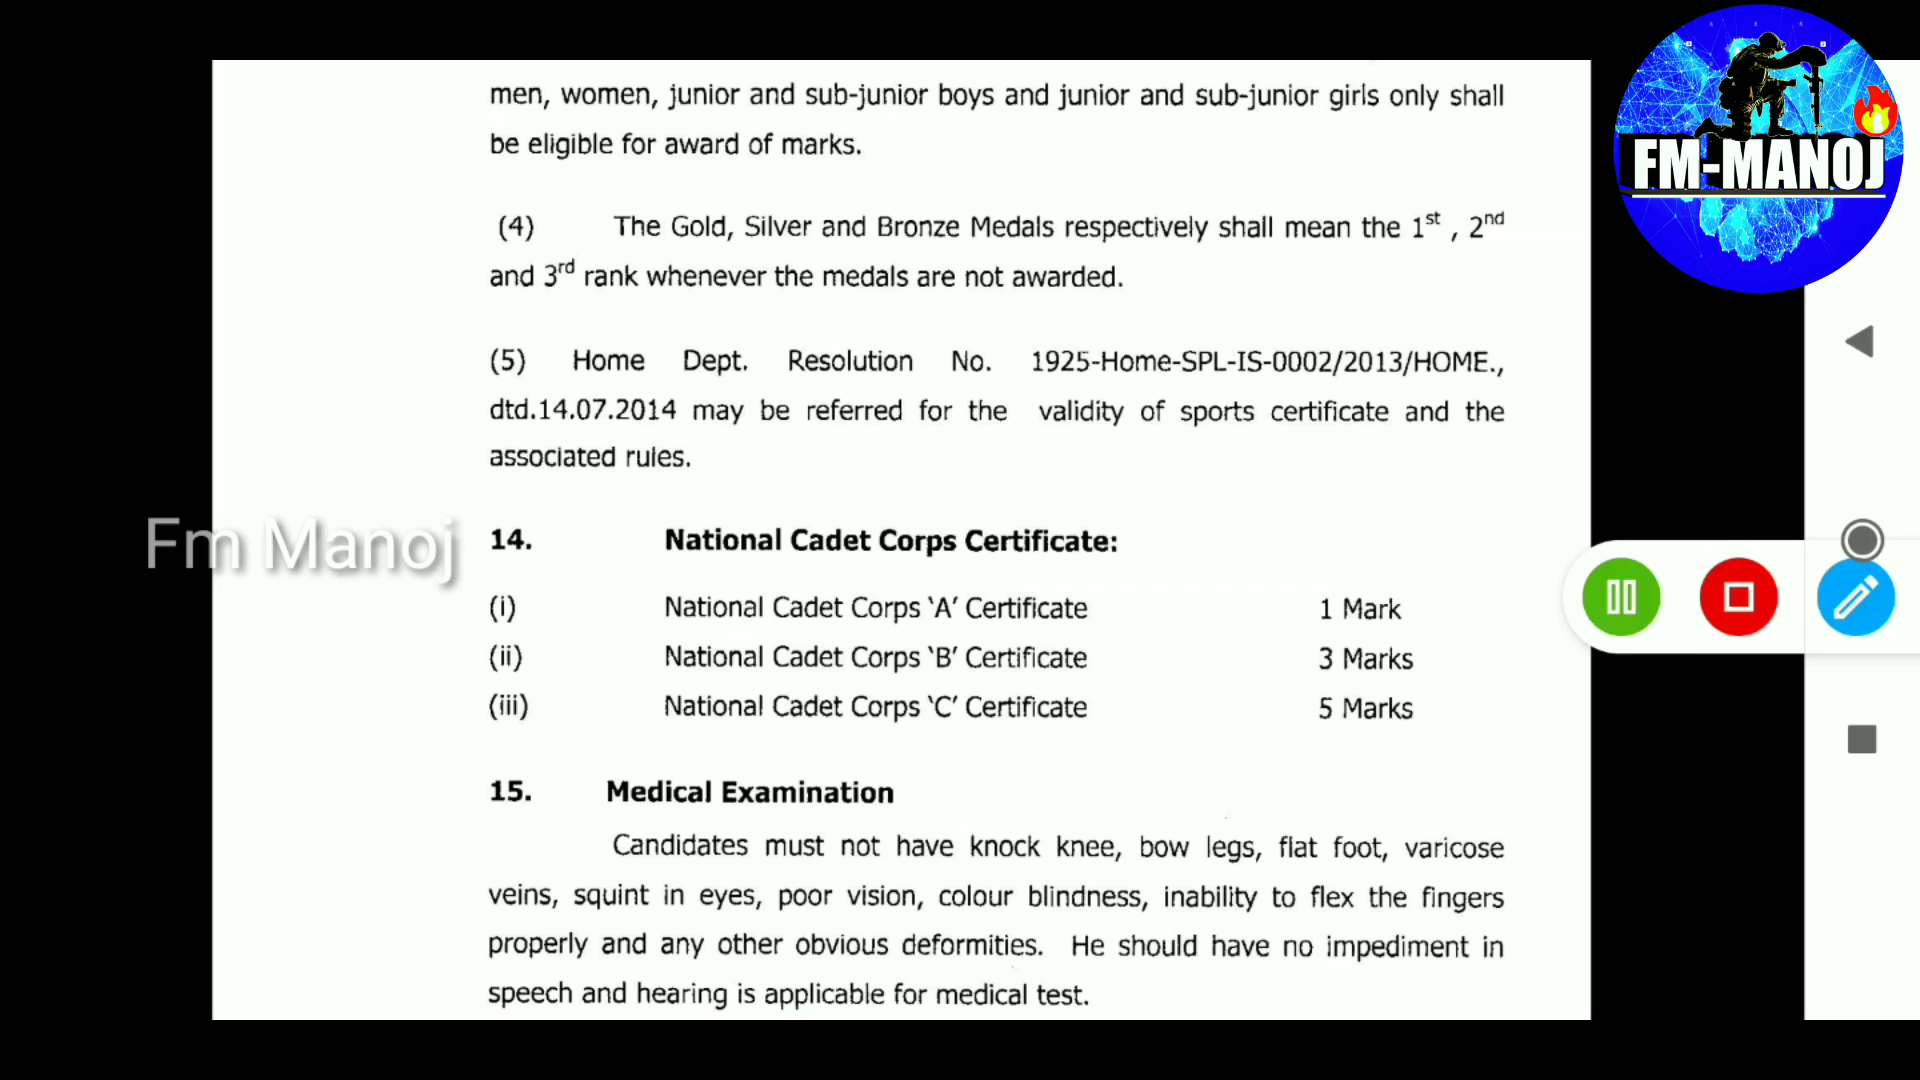 men, women, junior and sub-junior boys and junior and sub-junior girls only shall
be eligible for award of marks.
(4) The Gold, Silver and Bronze Medals respectively shall mean the 1st , 2nd
and 3rd rank whenever the medals are not awarded.
(5) Home Dept. Resolution No. 1925-Home-SPL-IS-0002/2013/HOME.,
dtd.14.07.2014 may be referred for the validity of sports certificate and the
associated rules.
14. National Cadet Corps Certificate:
(i) National Cadet Corps ‘A’ Certificate 1 Mark
(ii) National Cadet Corps ‘B’ Certificate 3 Marks
(iii) National Cadet Corps ‘C’ Certificate 5 Marks
15. Medical Examination
Candidates must not have knock knee, bow legs, flat foot, varicose
veins, squint in eyes, poor vision, colour blindness, inability to flex the fingers
properly and any other obvious deformities. He should have no impediment in
speech and hearing is applicable for medical test.
Fm Manoj
FM-MANOJ